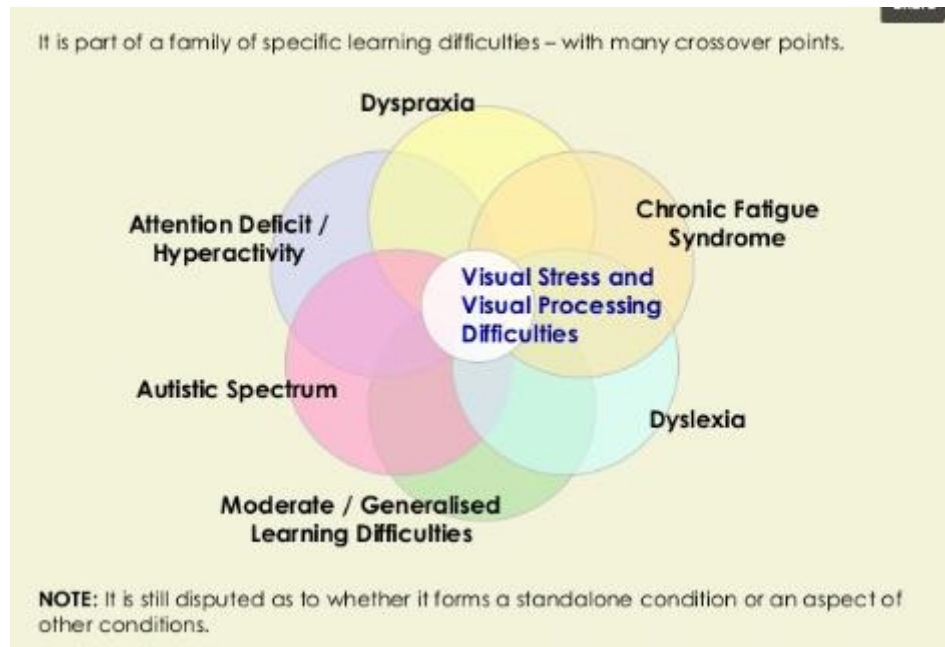 It is part of a family of specific learning difficulties – with many crossover points.
Dyspraxia
Chronic Fatigue
Syndrome
Attention Deficit /
Hyperactivity
Visual Stress and
Visual Processing
Difficulties
Autistic Spectrum
Dyslexia
Moderate / Generalised
Learning Difficulties
NOTE: It is still disputed as to whether it forms a standalone condition or an aspect of
other conditions.